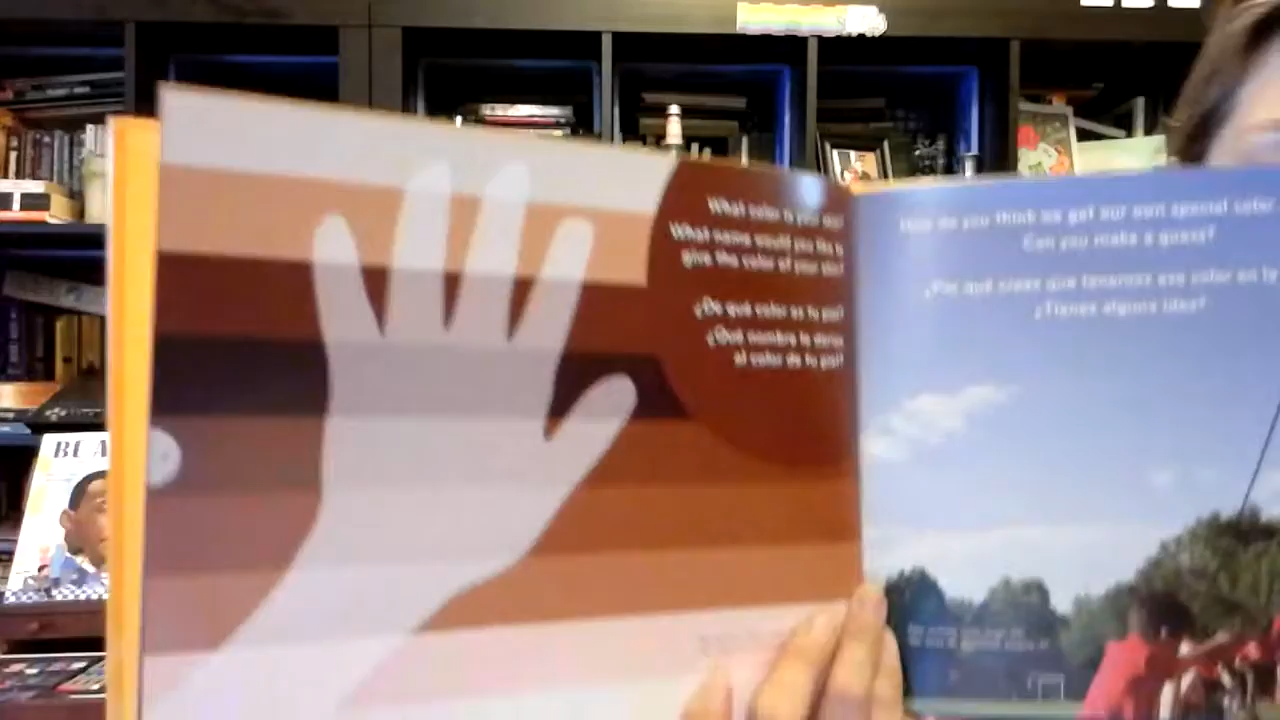 What color is your skin?
What name would you like to
give the color of your skin?
¿De qué color es tu piel?
¿Qué nombre le darías
al color de tu piel?
How do you think we got our own special color
Can you make a guess?
¿Por qué crees que tenemos ese color en
¿Tienes alguna idea?